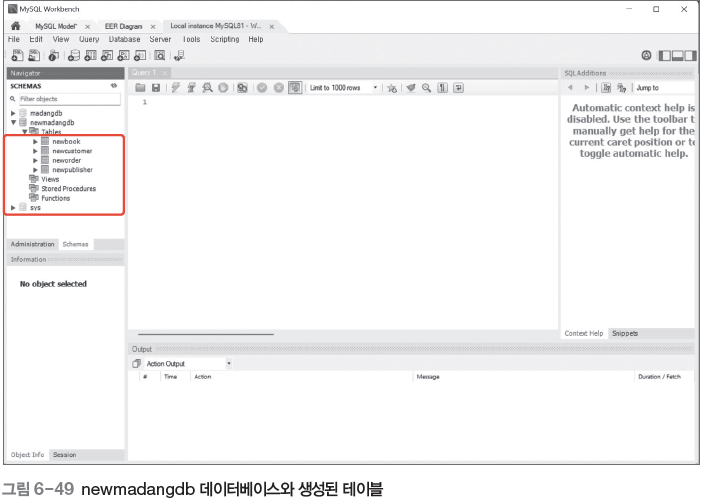 MySQL Workbench
MySQL Model* × EER Diagram × Local instance MySQL81 - W... ×
File Edit View Query Database Server Tools Scripting Help
Navigator
SCHEMAS
Filter objects
madangdb
newmadangdb
Tables
newbook
newcustomer
neworder
newpublisher
Views
Stored Procedures
Functions
sys
Administration Schemas
Information
No object selected
Object Info Session
Query 1 ×
Limit to 1000 rows
1
SQLAdditions
Jump to
Automatic context help is
disabled. Use the toolbar t
manually get help for the
current caret position or to
toggle automatic help.
Context Help Snippets
Output
Action Output
# Time Action Message Duration / Fetch
그림 6-49 newmadangdb 데이터베이스와 생성된 테이블